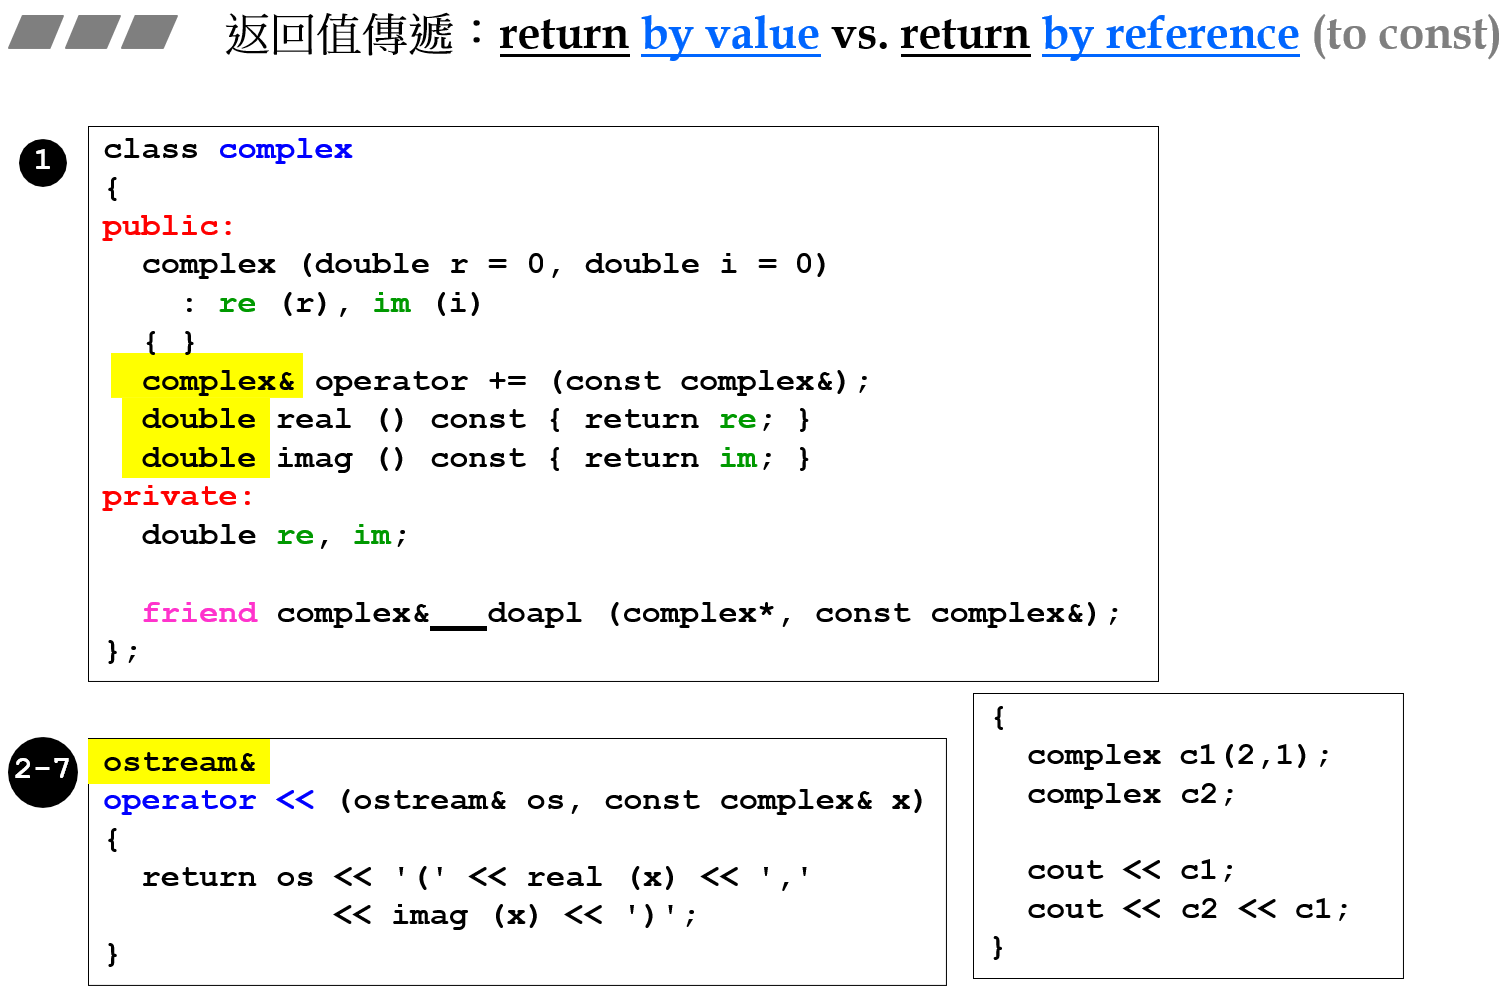 返回值傳遞：return by value vs. return by reference (to const)
1
class complex
{
public:
  complex (double r = 0, double i = 0)
    : re (r), im (i)
  { }
  complex& operator += (const complex&);
  double real () const { return re; }
  double imag () const { return im; }
private:
  double re, im;
  friend complex&___doapl (complex*, const complex&);
};
2-7
ostream&
operator << (ostream& os, const complex& x)
{
  return os << '(' << real (x) << ','
            << imag (x) << ')';
}
{
  complex c1(2,1);
  complex c2;
  cout << c1;
  cout << c2 << c1;
}